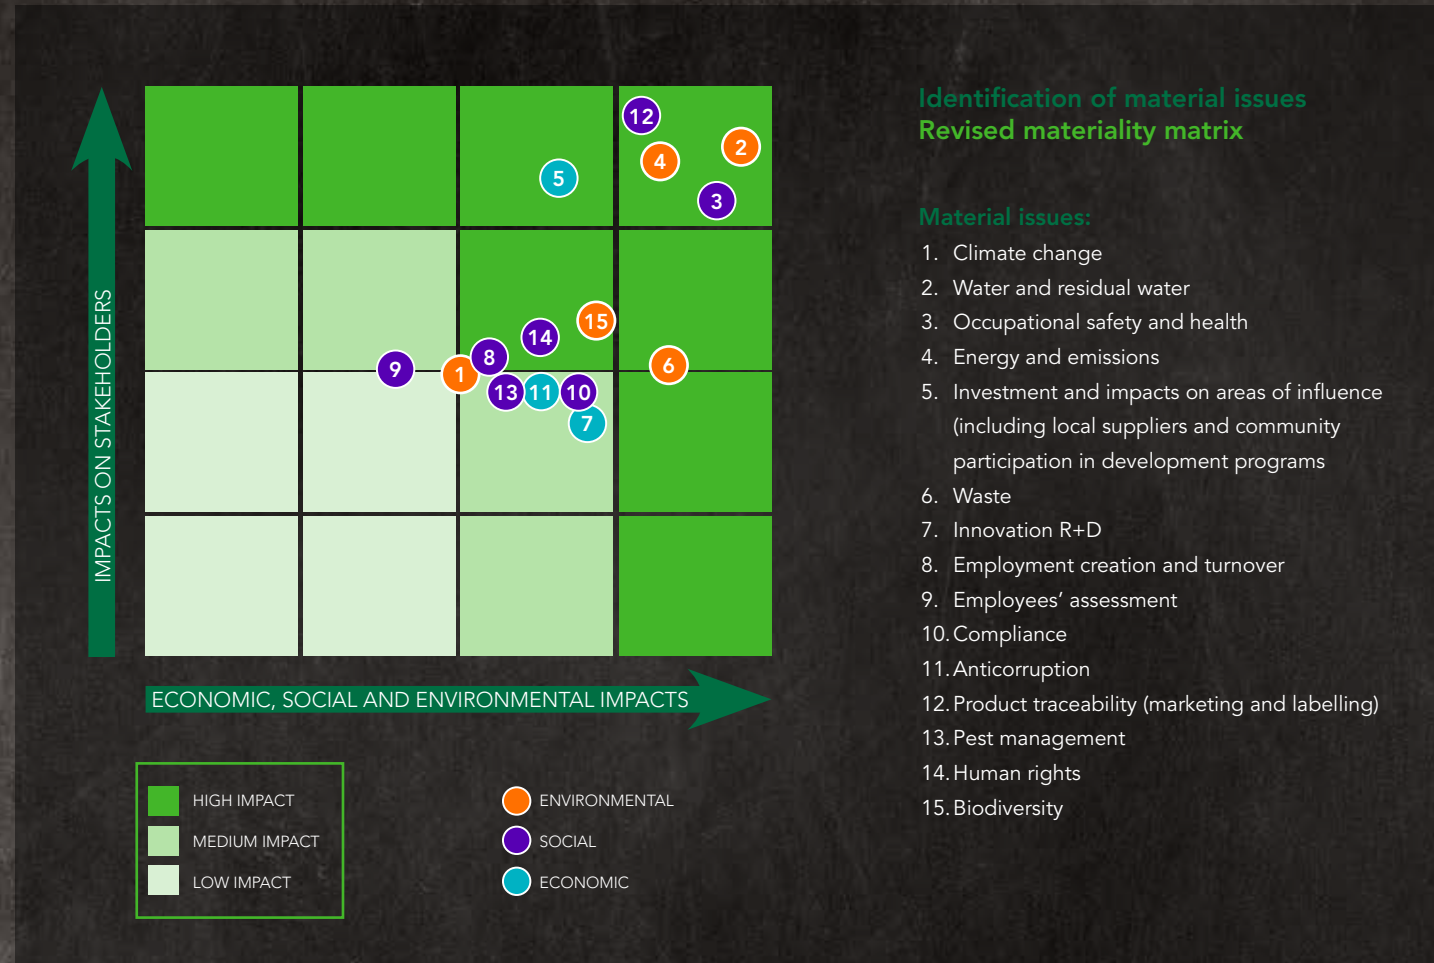 Identification of material issues
Revised materiality matrix
IMPACTS ON STAKEHOLDERS
12
2
4
5
3
15
14
8
6
9
1
13
11
10
7
ECONOMIC, SOCIAL AND ENVIRONMENTAL IMPACTS
HIGH IMPACT
MEDIUM IMPACT
LOW IMPACT
ENVIRONMENTAL
SOCIAL
ECONOMIC
Material issues:
1. Climate change
2. Water and residual water
3. Occupational safety and health
4. Energy and emissions
5. Investment and impacts on areas of influence
(including local suppliers and community
participation in development programs
6. Waste
7. Innovation R+D
8. Employment creation and turnover
9. Employees’ assessment
10. Compliance
11. Anticorruption
12. Product traceability (marketing and labelling)
13. Pest management
14. Human rights
15. Biodiversity